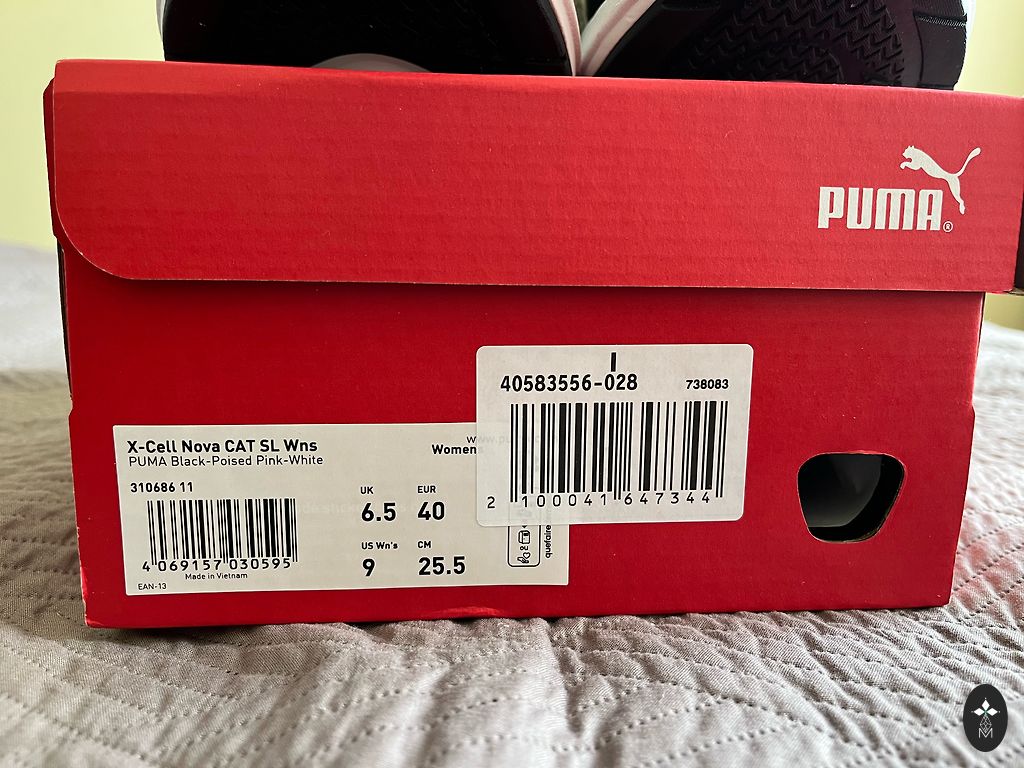 PUMA®
40583556-028
738083
2 100041 647344
X-Cell Nova CAT SL Wns
PUMA Black-Poised Pink-White
Womens
310686 11
UK EUR
6.5 40
US Wn's CM
9 25.5
4 069157 030595
Made in Vietnam
EAN-13
quefaire
M